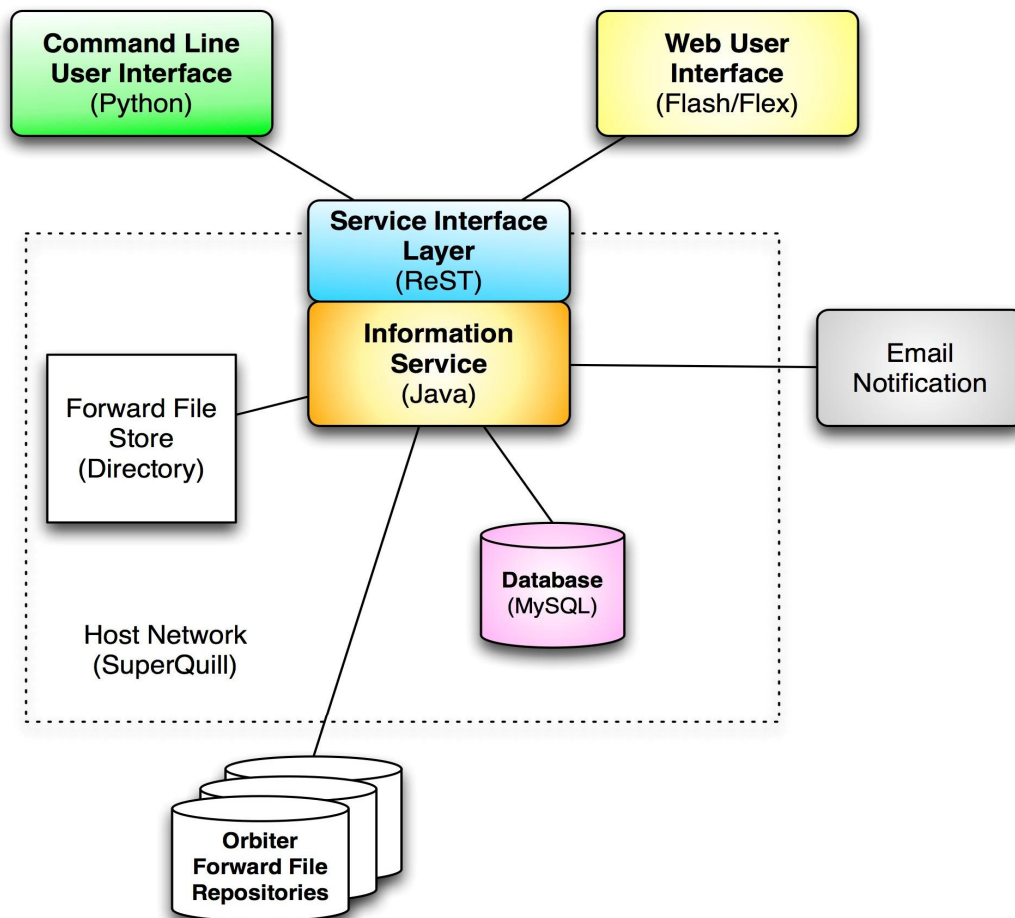 Command Line
User Interface
(Python)
Web User
Interface
(Flash/Flex)
Service Interface
Layer
(ReST)
Information
Service
(Java)
Email
Notification
Forward File
Store
(Directory)
Database
(MySQL)
Host Network
(SuperQuill)
Orbiter
Forward File
Repositories